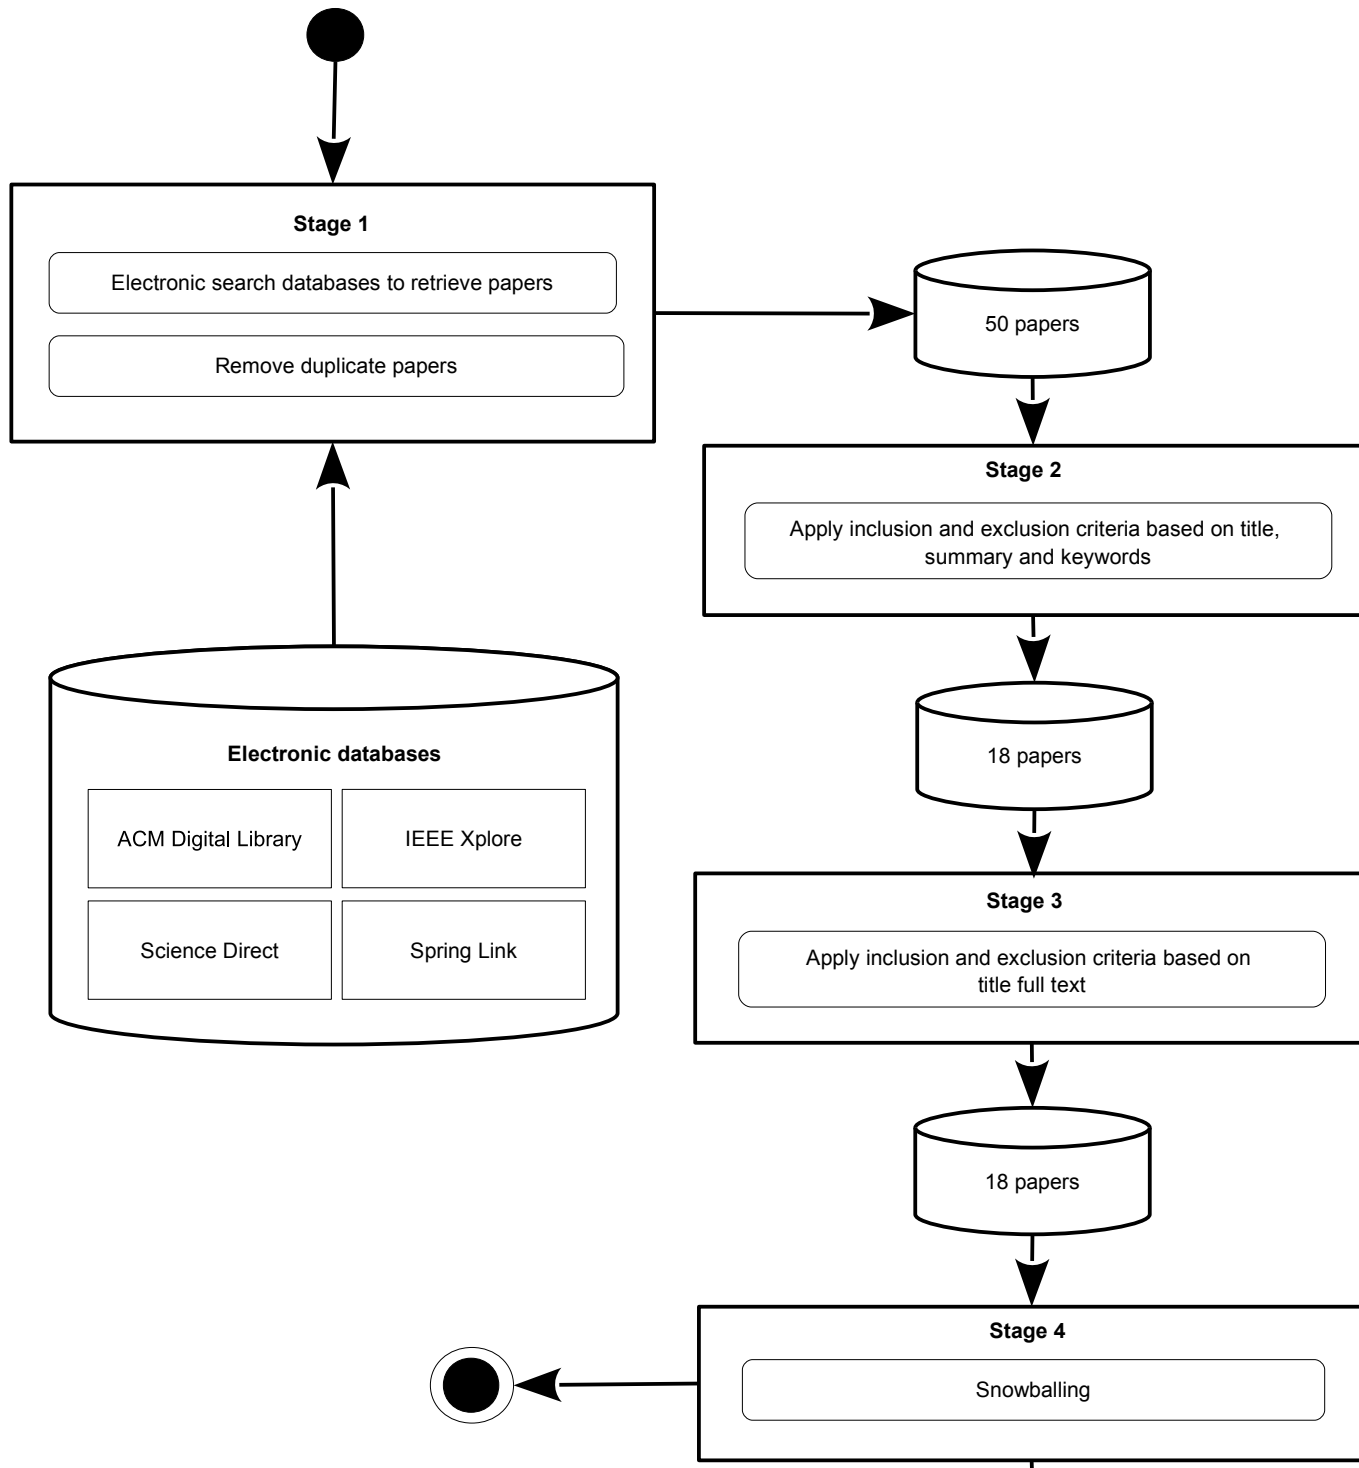 Stage 1
Electronic search databases to retrieve papers
Remove duplicate papers
50 papers
Stage 2
Apply inclusion and exclusion criteria based on title,
summary and keywords
Electronic databases
ACM Digital Library
IEEE Xplore
Science Direct
Spring Link
18 papers
Stage 3
Apply inclusion and exclusion criteria based on
title full text
18 papers
Stage 4
Snowballing